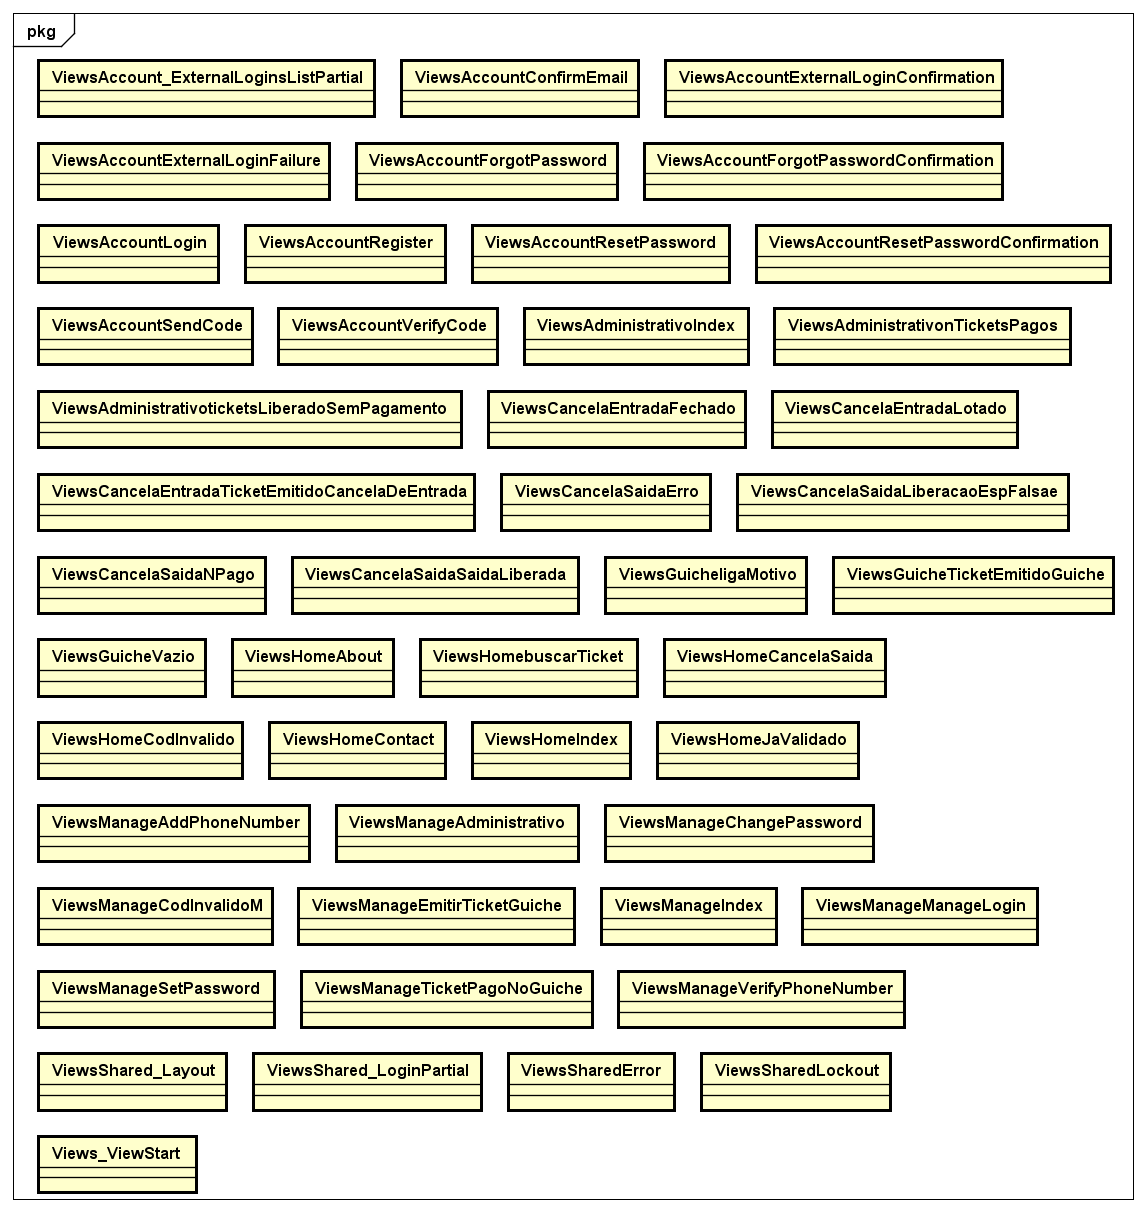 pkg
ViewsAccount_ExternalLoginsListPartial ViewsAccountConfirmEmail ViewsAccountExternalLoginConfirmation
ViewsAccountExternalLoginFailure ViewsAccountForgotPassword ViewsAccountForgotPasswordConfirmation
ViewsAccountLogin ViewsAccountRegister ViewsAccountResetPassword ViewsAccountResetPasswordConfirmation
ViewsAccountSendCode ViewsAccountVerifyCode ViewsAdministrativoIndex ViewsAdministrativonTicketsPagos
ViewsAdministrativoticketsLiberadoSemPagamento ViewsCancelaEntradaFechado ViewsCancelaEntradaLotado
ViewsCancelaEntradaTicketEmitidoCancelaDeEntrada ViewsCancelaSaidaErro ViewsCancelaSaidaLiberacaoEspFalsae
ViewsCancelaSaidaNPago ViewsCancelaSaidaSaidaLiberada ViewsGuicheligaMotivo ViewsGuicheTicketEmitidoGuiche
ViewsGuicheVazio ViewsHomeAbout ViewsHomebuscarTicket ViewsHomeCancelaSaida
ViewsHomeCodInvalido ViewsHomeContact ViewsHomeIndex ViewsHomeJaValidado
ViewsManageAddPhoneNumber ViewsManageAdministrativo ViewsManageChangePassword
ViewsManageCodInvalidoM ViewsManageEmitirTicketGuiche ViewsManageIndex ViewsManageManageLogin
ViewsManageSetPassword ViewsManageTicketPagoNoGuiche ViewsManageVerifyPhoneNumber
ViewsShared_Layout ViewsShared_LoginPartial ViewsSharedError ViewsSharedLockout
Views_ViewStart